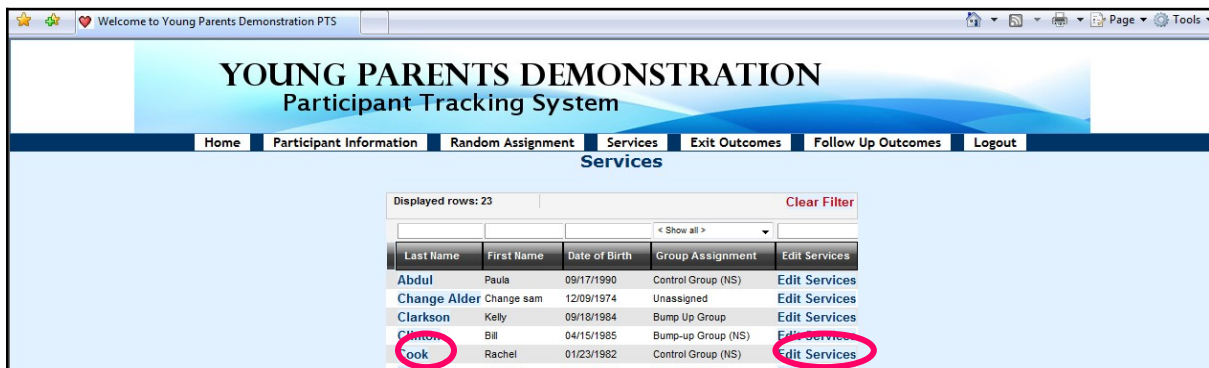 Welcome to Young Parents Demonstration PTS
Page Tools
YOUNG PARENTS DEMONSTRATION
Participant Tracking System
Home Participant Information Random Assignment Services Exit Outcomes Follow Up Outcomes Logout
Services
Displayed rows: 23 Clear Filter
< Show all >
Last Name First Name Date of Birth Group Assignment Edit Services
Abdul Paula 09/17/1990 Control Group (NS) Edit Services
Change Alder Change sam 12/09/1974 Unassigned Edit Services
Clarkson Kelly 09/18/1984 Bump Up Group Edit Services
Clinton Bill 04/15/1985 Bump-up Group (NS) Edit Services
Cook Rachel 01/23/1982 Control Group (NS) Edit Services